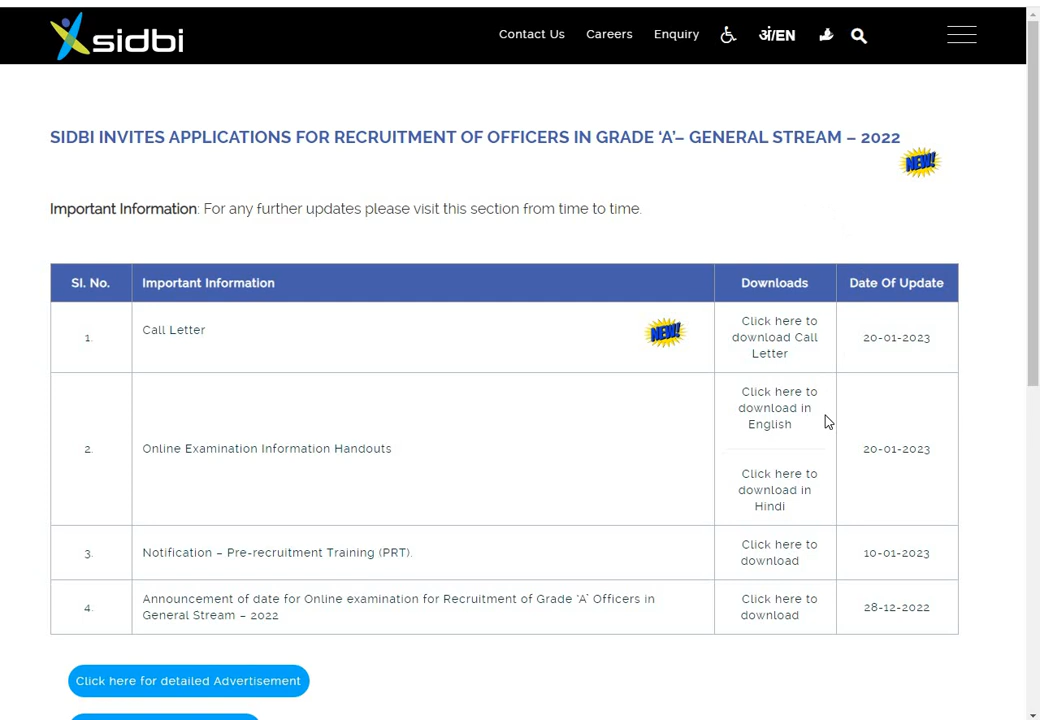 sidbi
Contact Us
Careers
Enquiry
अं/EN
SIDBI INVITES APPLICATIONS FOR RECRUITMENT OF OFFICERS IN GRADE ‘A’– GENERAL STREAM – 2022
NEW!
Important Information: For any further updates please visit this section from time to time.
SI. No.
Important Information
Downloads
Date Of Update
1.
Call Letter
NEW!
Click here to
download Call
Letter
20-01-2023
2.
Online Examination Information Handouts
Click here to
download in
English
Click here to
download in
Hindi
20-01-2023
3.
Notification – Pre-recruitment Training (PRT).
Click here to
download
10-01-2023
4.
Announcement of date for Online examination for Recruitment of Grade ‘A’ Officers in
General Stream – 2022
Click here to
download
28-12-2022
Click here for detailed Advertisement